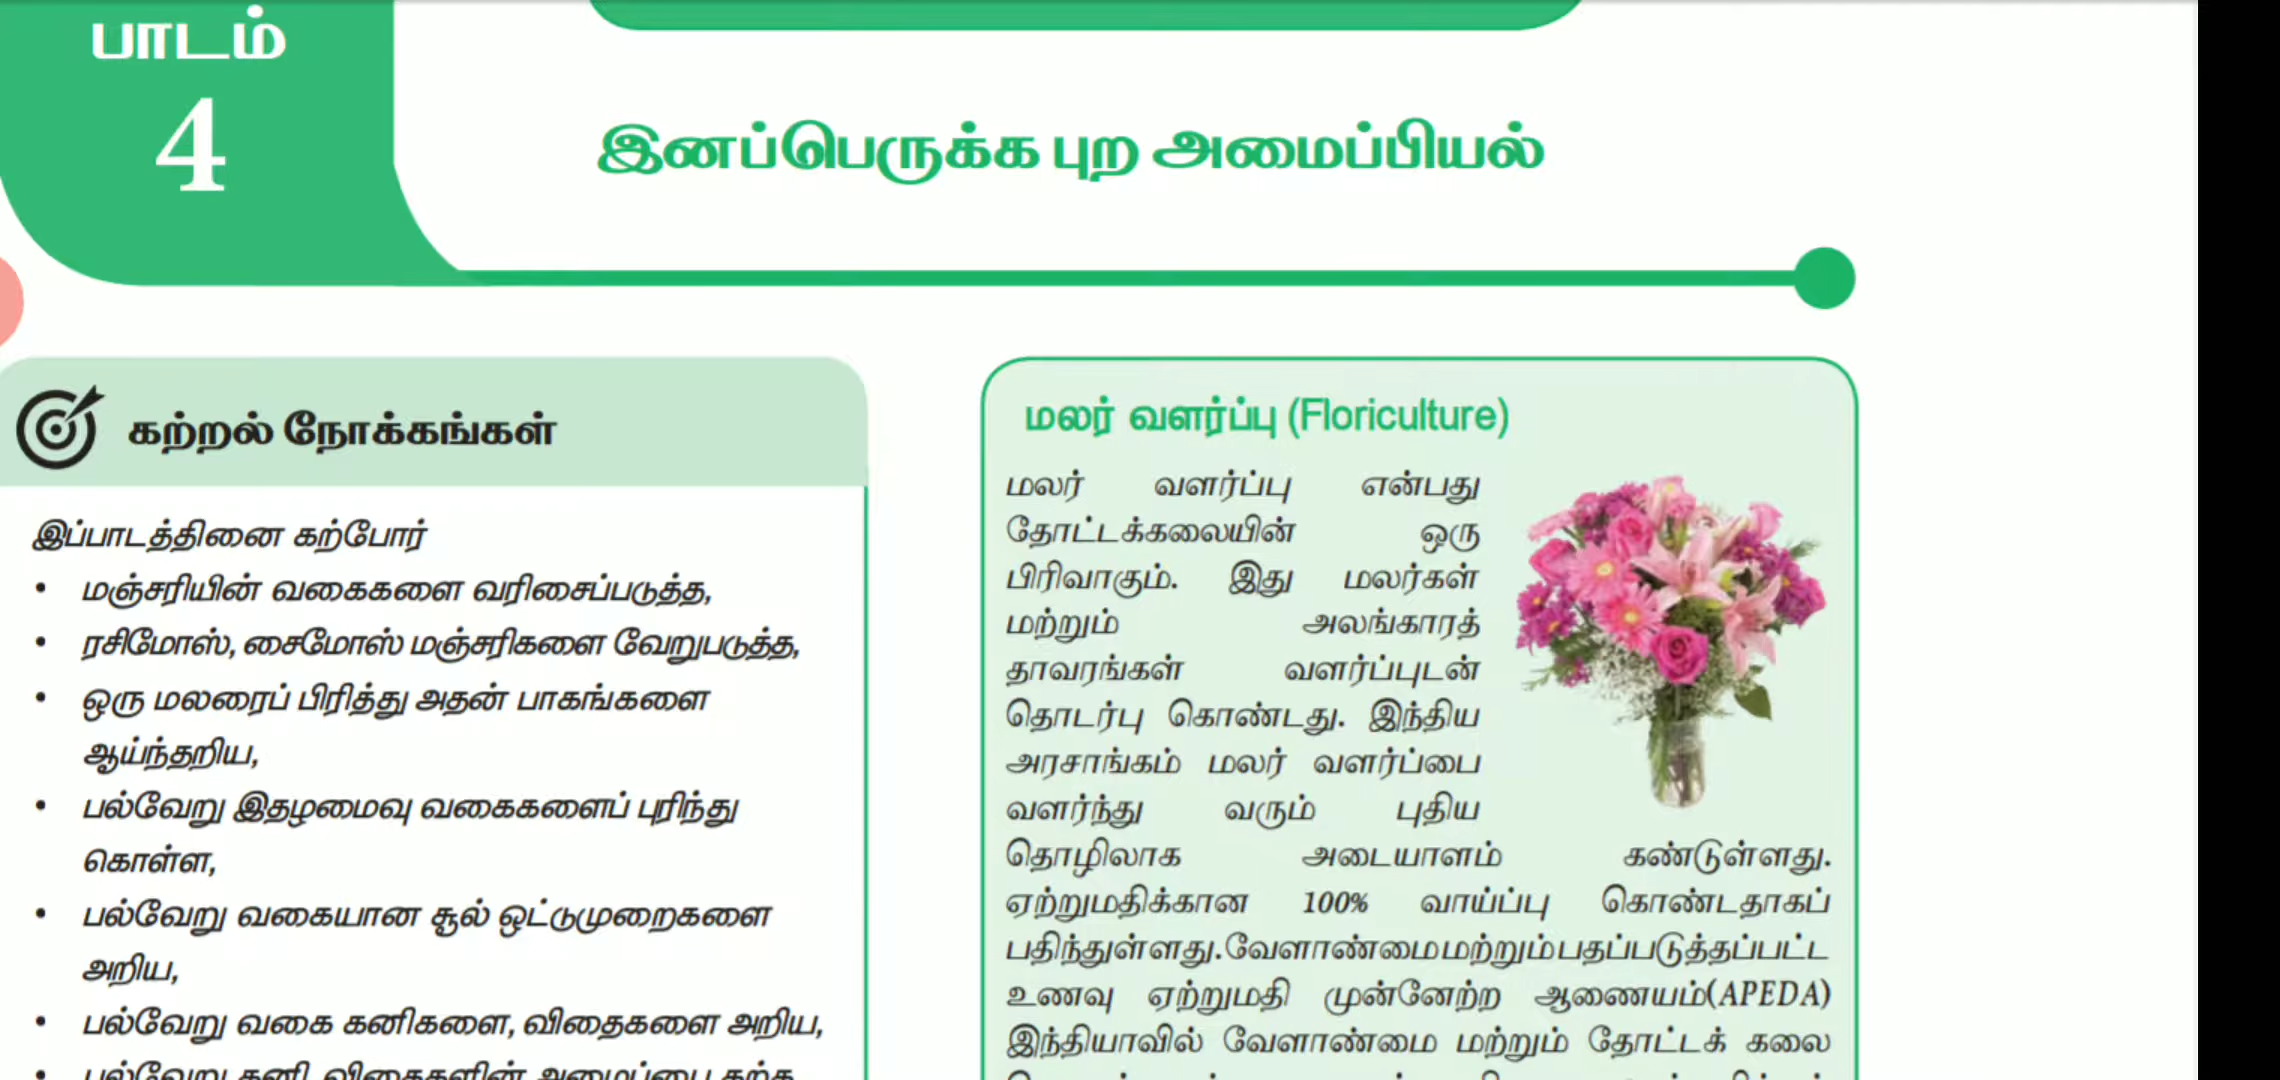 பாடம்
4
இனப்பெருக்க புற அமைப்பியல்
கற்றல் நோக்கங்கள்
இப்பாடத்தினை கற்போர்
• மஞ்சரியின் வகைகளை வரிசைப்படுத்த,
• ரசிமோஸ், சைமோஸ் மஞ்சரிகளை வேறுபடுத்த,
• ஒரு மலரைப் பிரித்து அதன் பாகங்களை
ஆய்ந்தறிய,
• பல்வேறு இதழமைவு வகைகளைப் புரிந்து
கொள்ள,
• பல்வேறு வகையான சூல் ஒட்டுமுறைகளை
அறிய,
• பல்வேறு வகை கனிகளை, விதைகளை அறிய,
• பல்வேறு கனி, விதைகளின் அமைப்பை கற்க
மலர் வளர்ப்பு (Floriculture)
மலர் வளர்ப்பு என்பது
தோட்டக்கலையின் ஒரு
பிரிவாகும். இது மலர்கள்
மற்றும் அலங்காரத்
தாவரங்கள் வளர்ப்புடன்
தொடர்பு கொண்டது. இந்திய
அரசாங்கம் மலர் வளர்ப்பை
வளர்ந்து வரும் புதிய
தொழிலாக அடையாளம் கண்டுள்ளது.
ஏற்றுமதிக்கான 100% வாய்ப்பு கொண்டதாகப்
பதிந்துள்ளது.வேளாண்மை மற்றும் பதப்படுத்தப்பட்ட
உணவு ஏற்றுமதி முன்னேற்ற ஆணையம்(APEDA)
இந்தியாவில் வேளாண்மை மற்றும் தோட்டக் கலை